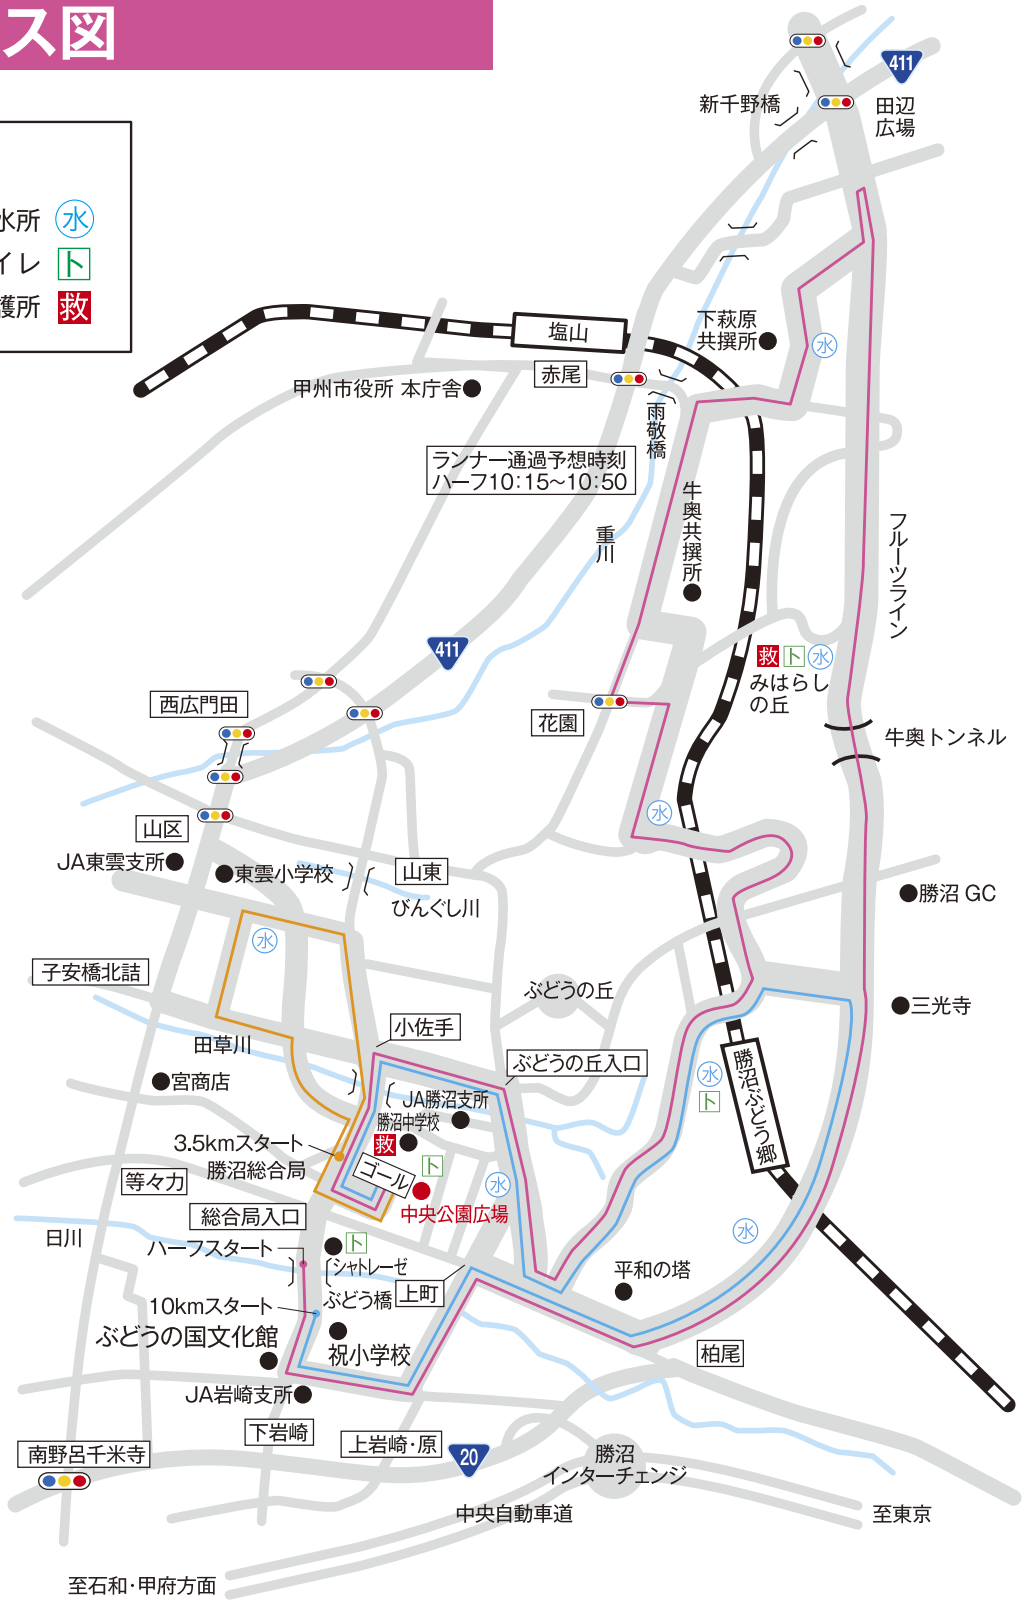 ス図
水所 水
イレ ト
護所 救
411
新千野橋
田辺
広場
塩山
下萩原
共撰所
水
赤尾
甲州市役所 本庁舎
雨敬橋
ランナー通過予想時刻
ハーフ10:15〜10:50
牛奥共撰所
重川
フルーツライン
411
救 ト 水
みはらし
の丘
西広門田
花園
牛奥トンネル
水
山区
JA東雲支所
東雲小学校
山東
びんぐし川
勝沼 GC
水
子安橋北詰
ぶどうの丘
三光寺
小佐手
田草川
ぶどうの丘入口
宮商店
水
ト
勝沼ぶどう郷
JA勝沼支所
勝沼中学校
救
3.5kmスタート
ト
ゴール
勝沼総合局
等々力
水
中央公園広場
総合局入口
日川
水
ハーフスタート
ト
シャトレーゼ
平和の塔
ぶどう橋
上町
10kmスタート
ぶどうの国文化館
祝小学校
柏尾
JA岩崎支所
下岩崎
上岩崎・原
南野呂千米寺
20
勝沼
インターチェンジ
中央自動車道
至東京
至石和・甲府方面